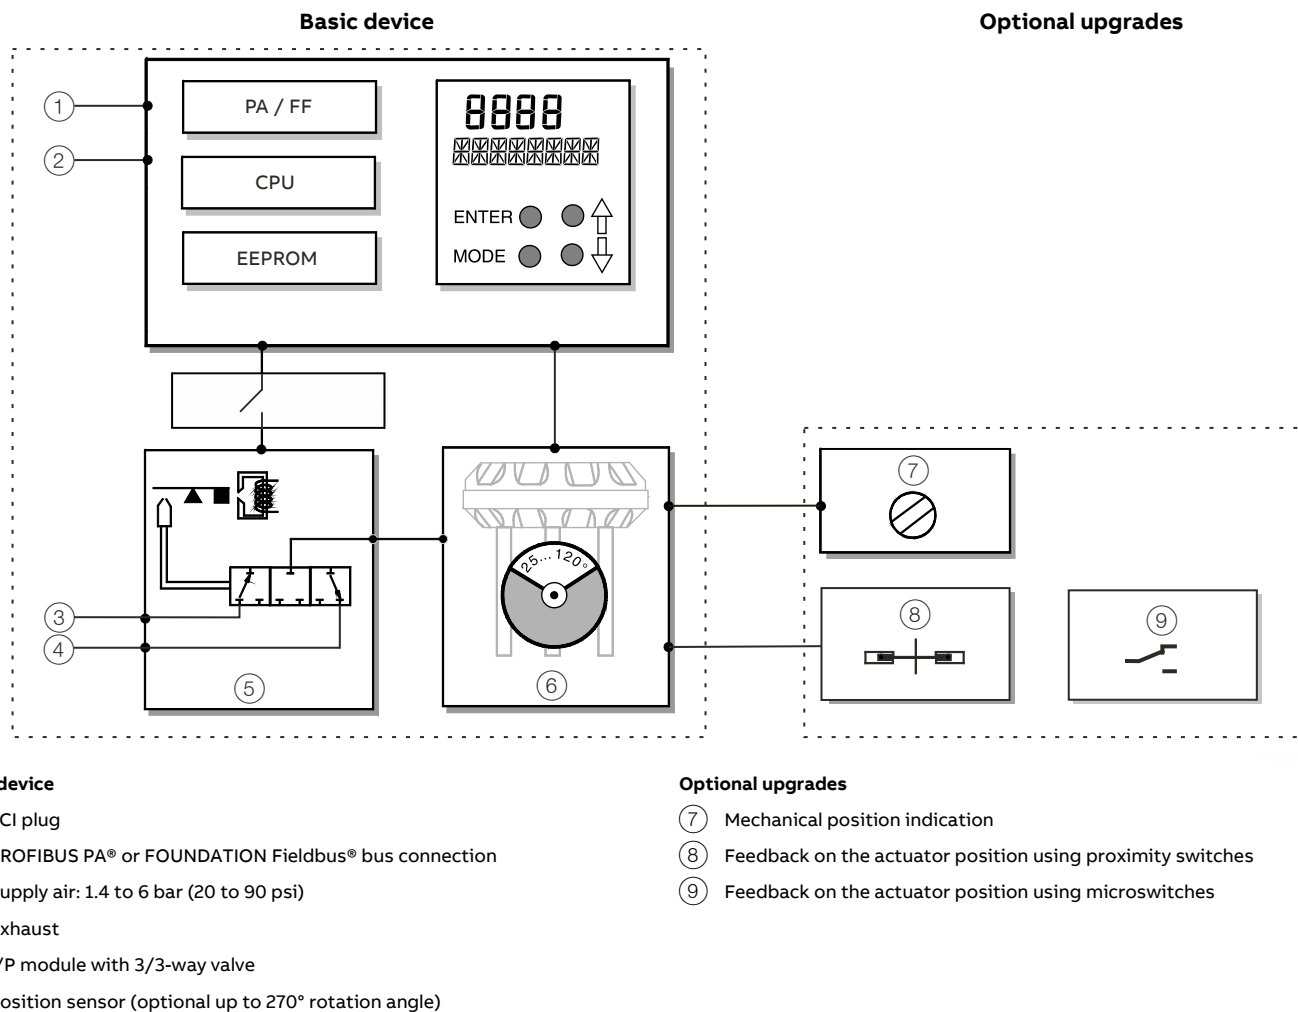 Basic device
Optional upgrades
1
PA / FF
8888
2
CPU
ENTER
EEPROM
MODE
7
25... 120°
3
8
9
4
5
6
device
CI plug
ROFIBUS PA® or FOUNDATION Fieldbus® bus connection
upply air: 1.4 to 6 bar (20 to 90 psi)
xhaust
/P module with 3/3-way valve
osition sensor (optional up to 270° rotation angle)
Optional upgrades
7 Mechanical position indication
8 Feedback on the actuator position using proximity switches
9 Feedback on the actuator position using microswitches